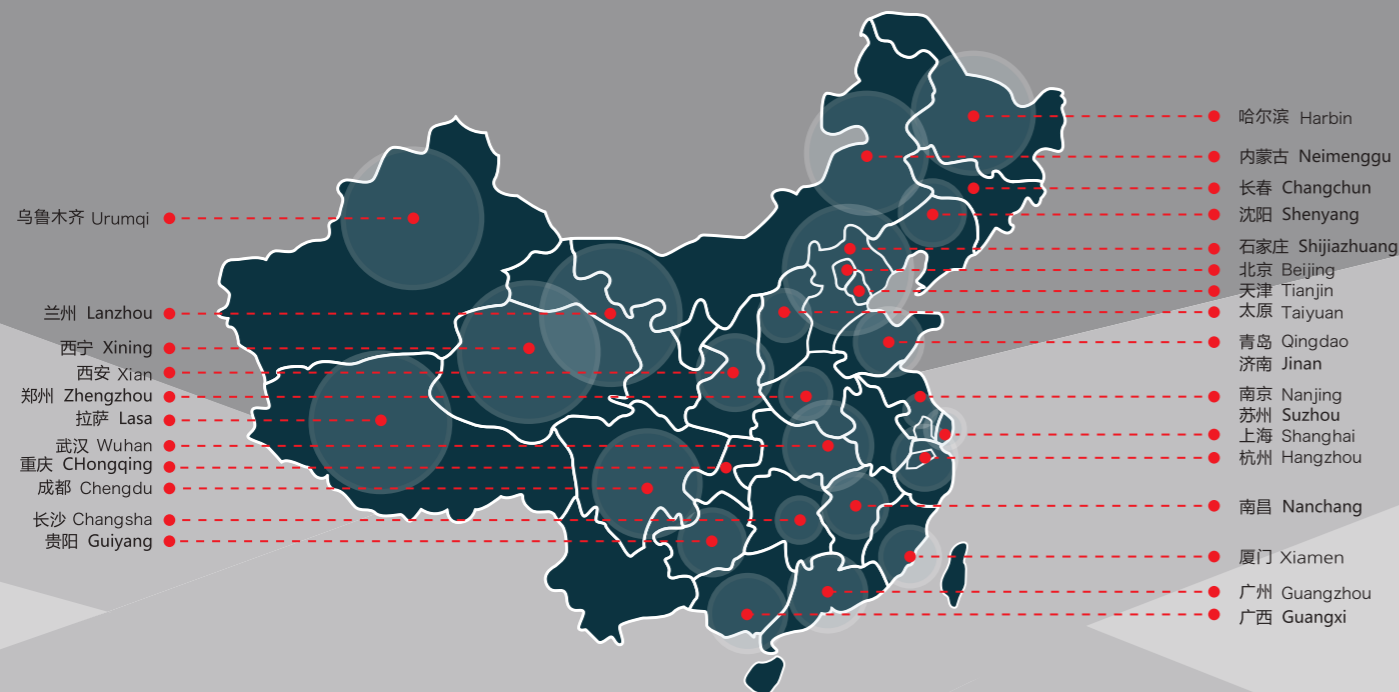 乌鲁木齐 Urumqi
兰州 Lanzhou
西宁 Xining
西安 Xian
郑州 Zhengzhou
拉萨 Lasa
武汉 Wuhan
重庆 CHongqing
成都 Chengdu
长沙 Changsha
贵阳 Guiyang
哈尔滨 Harbin
内蒙古 Neimenggu
长春 Changchun
沈阳 Shenyang
石家庄 Shijiazhuang
北京 Beijing
天津 Tianjin
太原 Taiyuan
青岛 Qingdao
济南 Jinan
南京 Nanjing
苏州 Suzhou
上海 Shanghai
杭州 Hangzhou
南昌 Nanchang
厦门 Xiamen
广州 Guangzhou
广西 Guangxi